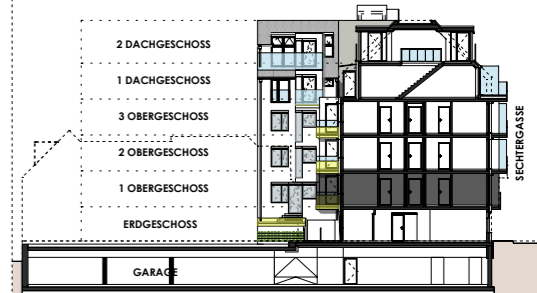 2 DACHGESCHOSS
1 DACHGESCHOSS
3 OBERGESCHOSS
2 OBERGESCHOSS
1 OBERGESCHOSS
ERDGESCHOSS
GARAGE
SECHTERGASSE